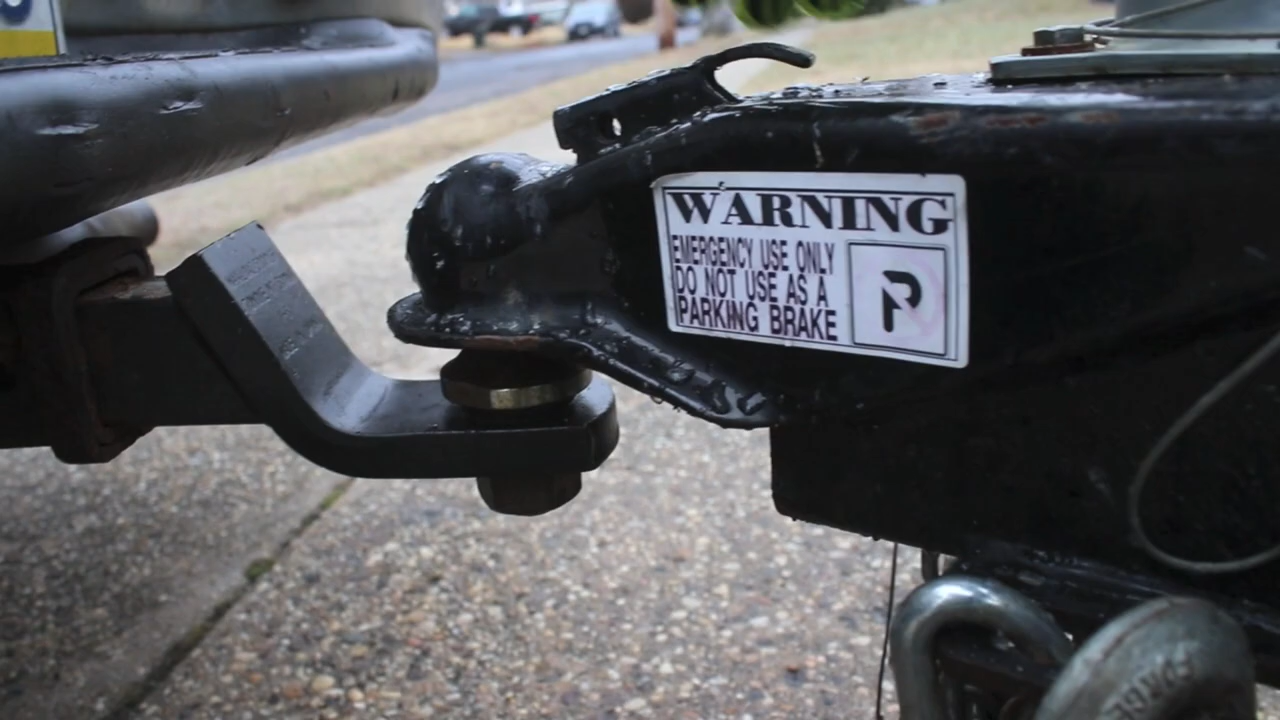 WARNING
EMERGENCY USE ONLY
DO NOT USE AS A
PARKING BRAKE
P